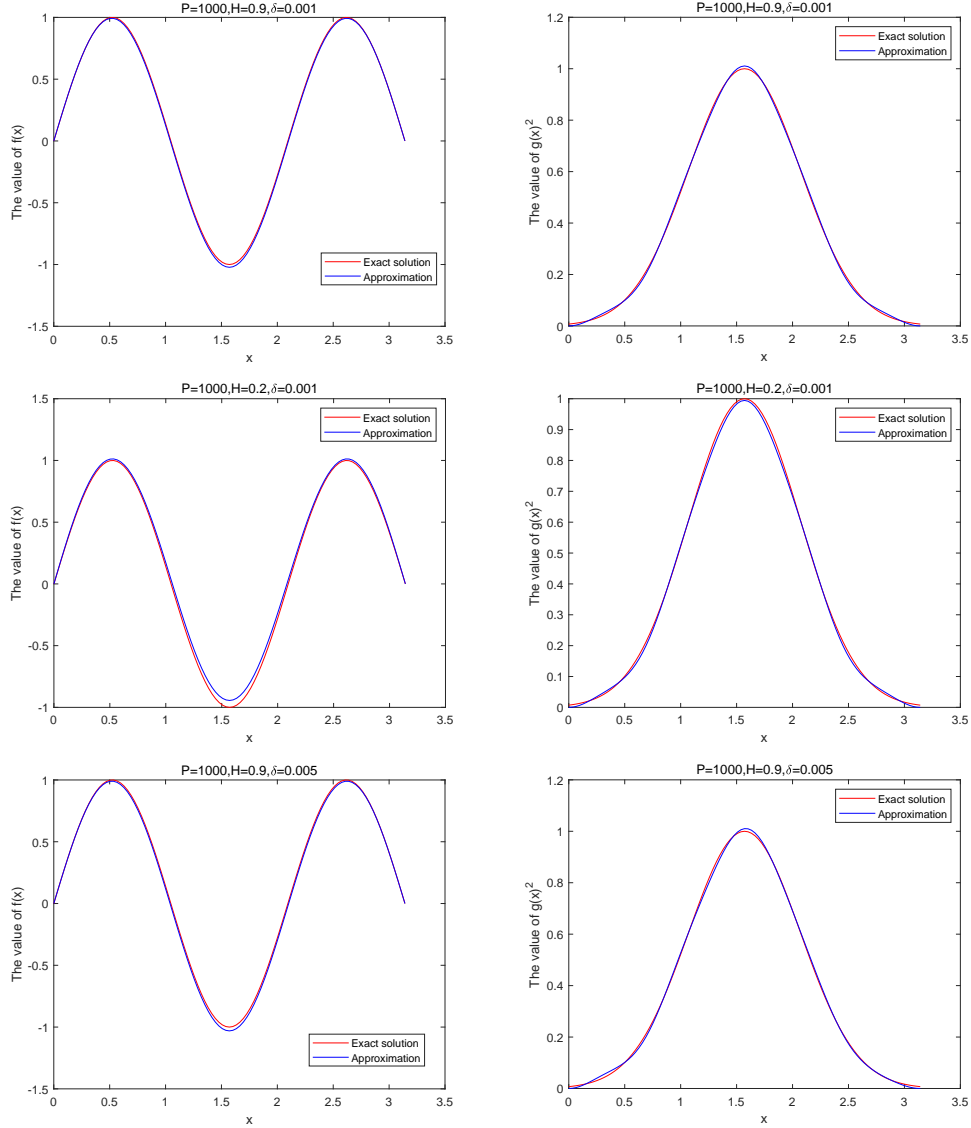 P=1000,H=0.9,δ=0.001
1
0.5
0
-0.5
-1
-1.5
The value of f(x)
Exact solution
Approximation
0 0.5 1 1.5 2 2.5 3 3.5
x
P=1000,H=0.9,δ=0.001
1.2
1
0.8
0.6
0.4
0.2
0
The value of g(x)²
Exact solution
Approximation
0 0.5 1 1.5 2 2.5 3 3.5
x
P=1000,H=0.2,δ=0.001
1.5
1
0.5
0
-0.5
-1
The value of f(x)
Exact solution
Approximation
0 0.5 1 1.5 2 2.5 3 3.5
x
P=1000,H=0.2,δ=0.001
1
0.9
0.8
0.7
0.6
0.5
0.4
0.3
0.2
0.1
0
The value of g(x)²
Exact solution
Approximation
0 0.5 1 1.5 2 2.5 3 3.5
x
P=1000,H=0.9,δ=0.005
1
0.5
0
-0.5
-1
-1.5
The value of f(x)
Exact solution
Approximation
0 0.5 1 1.5 2 2.5 3 3.5
x
P=1000,H=0.9,δ=0.005
1.2
1
0.8
0.6
0.4
0.2
0
The value of g(x)²
Exact solution
Approximation
0 0.5 1 1.5 2 2.5 3 3.5
x